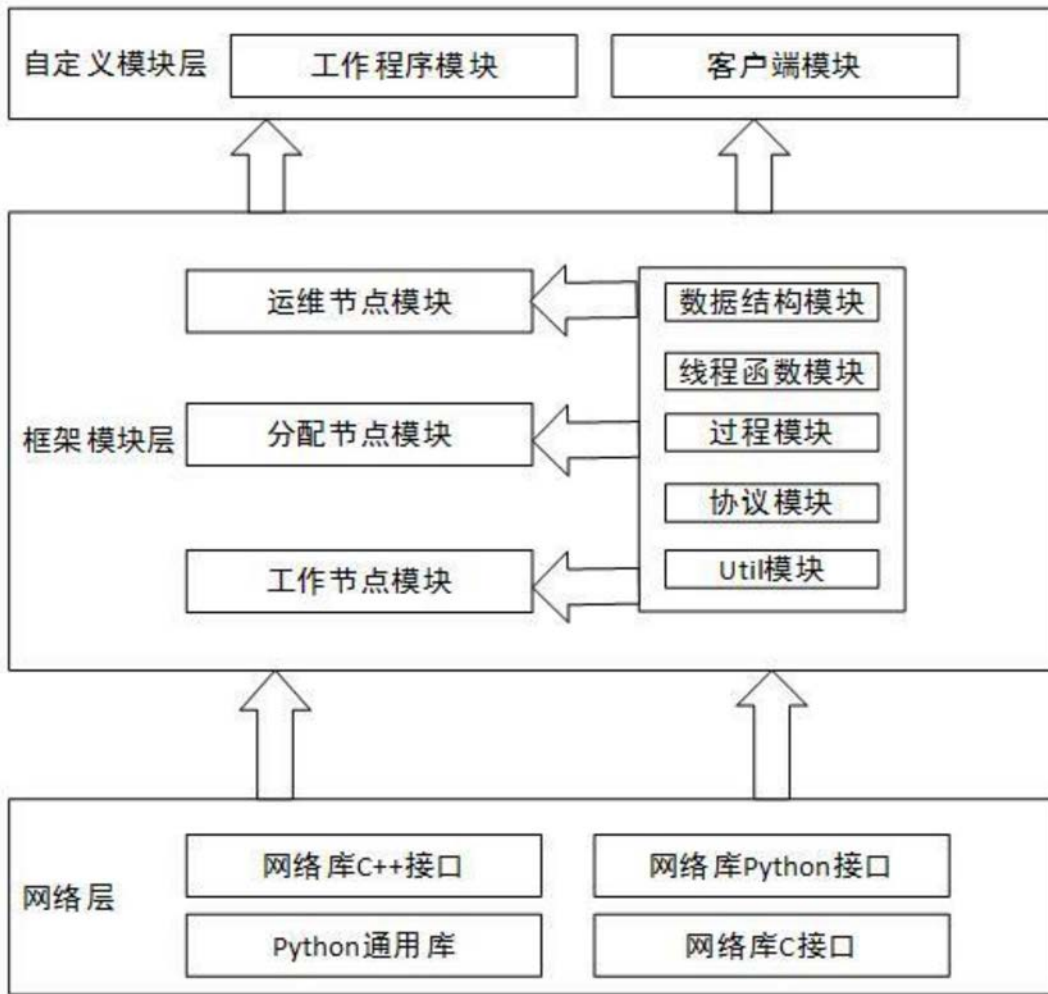 自定义模块层
工作程序模块
客户端模块
框架模块层
运维节点模块
分配节点模块
工作节点模块
数据结构模块
线程函数模块
过程模块
协议模块
Util模块
网络层
网络库C++接口
网络库Python接口
Python通用库
网络库C接口